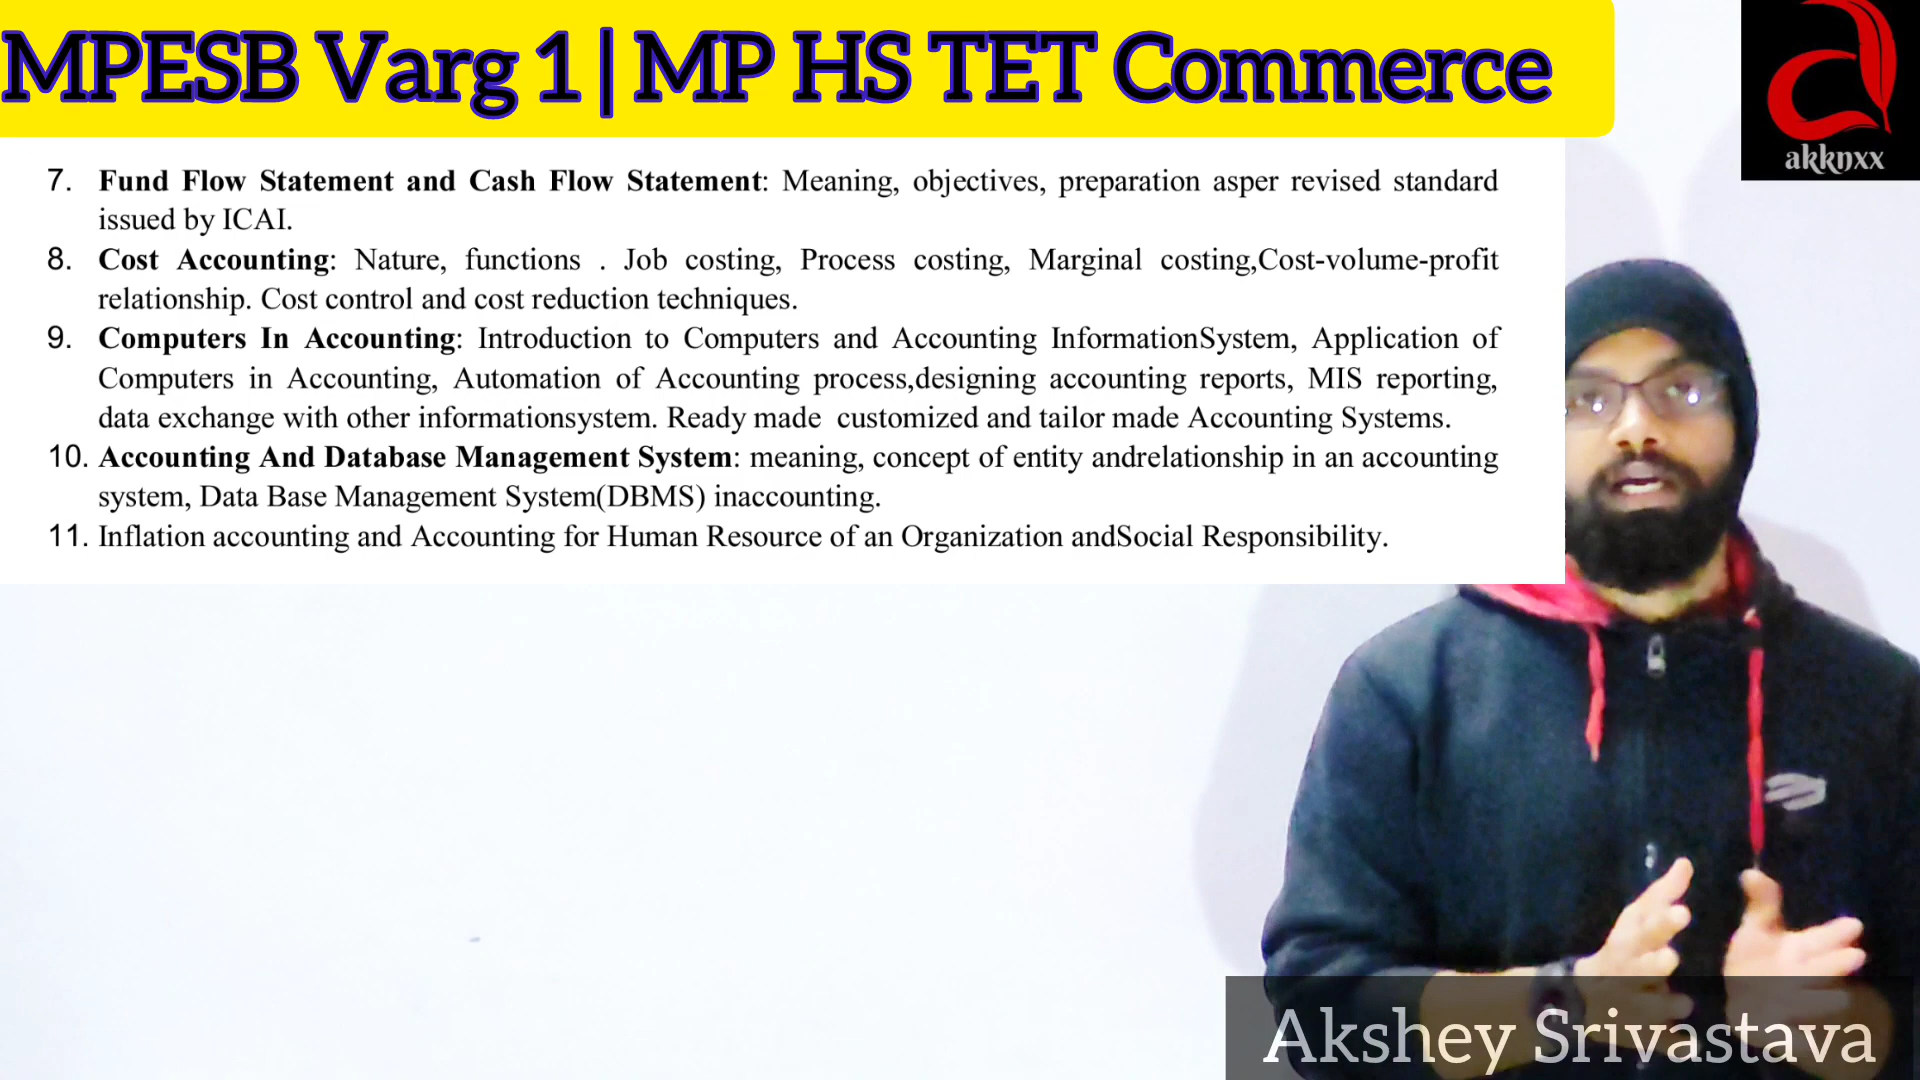 MPESB Varg 1| MP HS TET Commerce
akknxx
7. Fund Flow Statement and Cash Flow Statement: Meaning, objectives, preparation asper revised standard
issued by ICAI.
8. Cost Accounting: Nature, functions . Job costing, Process costing, Marginal costing,Cost-volume-profit
relationship. Cost control and cost reduction techniques.
9. Computers In Accounting: Introduction to Computers and Accounting InformationSystem, Application of
Computers in Accounting, Automation of Accounting process,designing accounting reports, MIS reporting,
data exchange with other informationsystem. Ready made customized and tailor made Accounting Systems.
10. Accounting And Database Management System: meaning, concept of entity andrelationship in an accounting
system, Data Base Management System(DBMS) inaccounting.
11. Inflation accounting and Accounting for Human Resource of an Organization andSocial Responsibility.
Akshey Srivastava